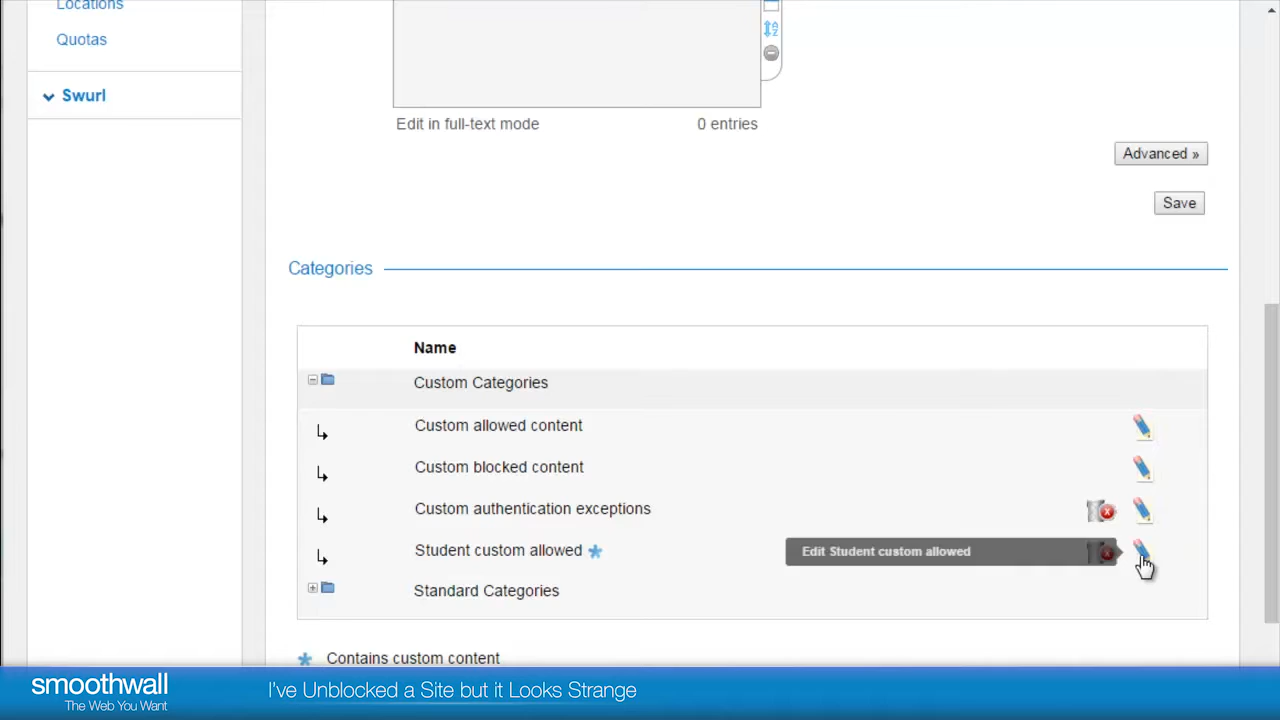 Locations
Quotas
Swurl
Edit in full-text mode 0 entries
Advanced »
Save
Categories
Name
Custom Categories
Custom allowed content
Custom blocked content
Custom authentication exceptions
Student custom allowed * Edit Student custom allowed
Standard Categories
* Contains custom content
smoothwall
The Web You Want
I've Unblocked a Site but it Looks Strange